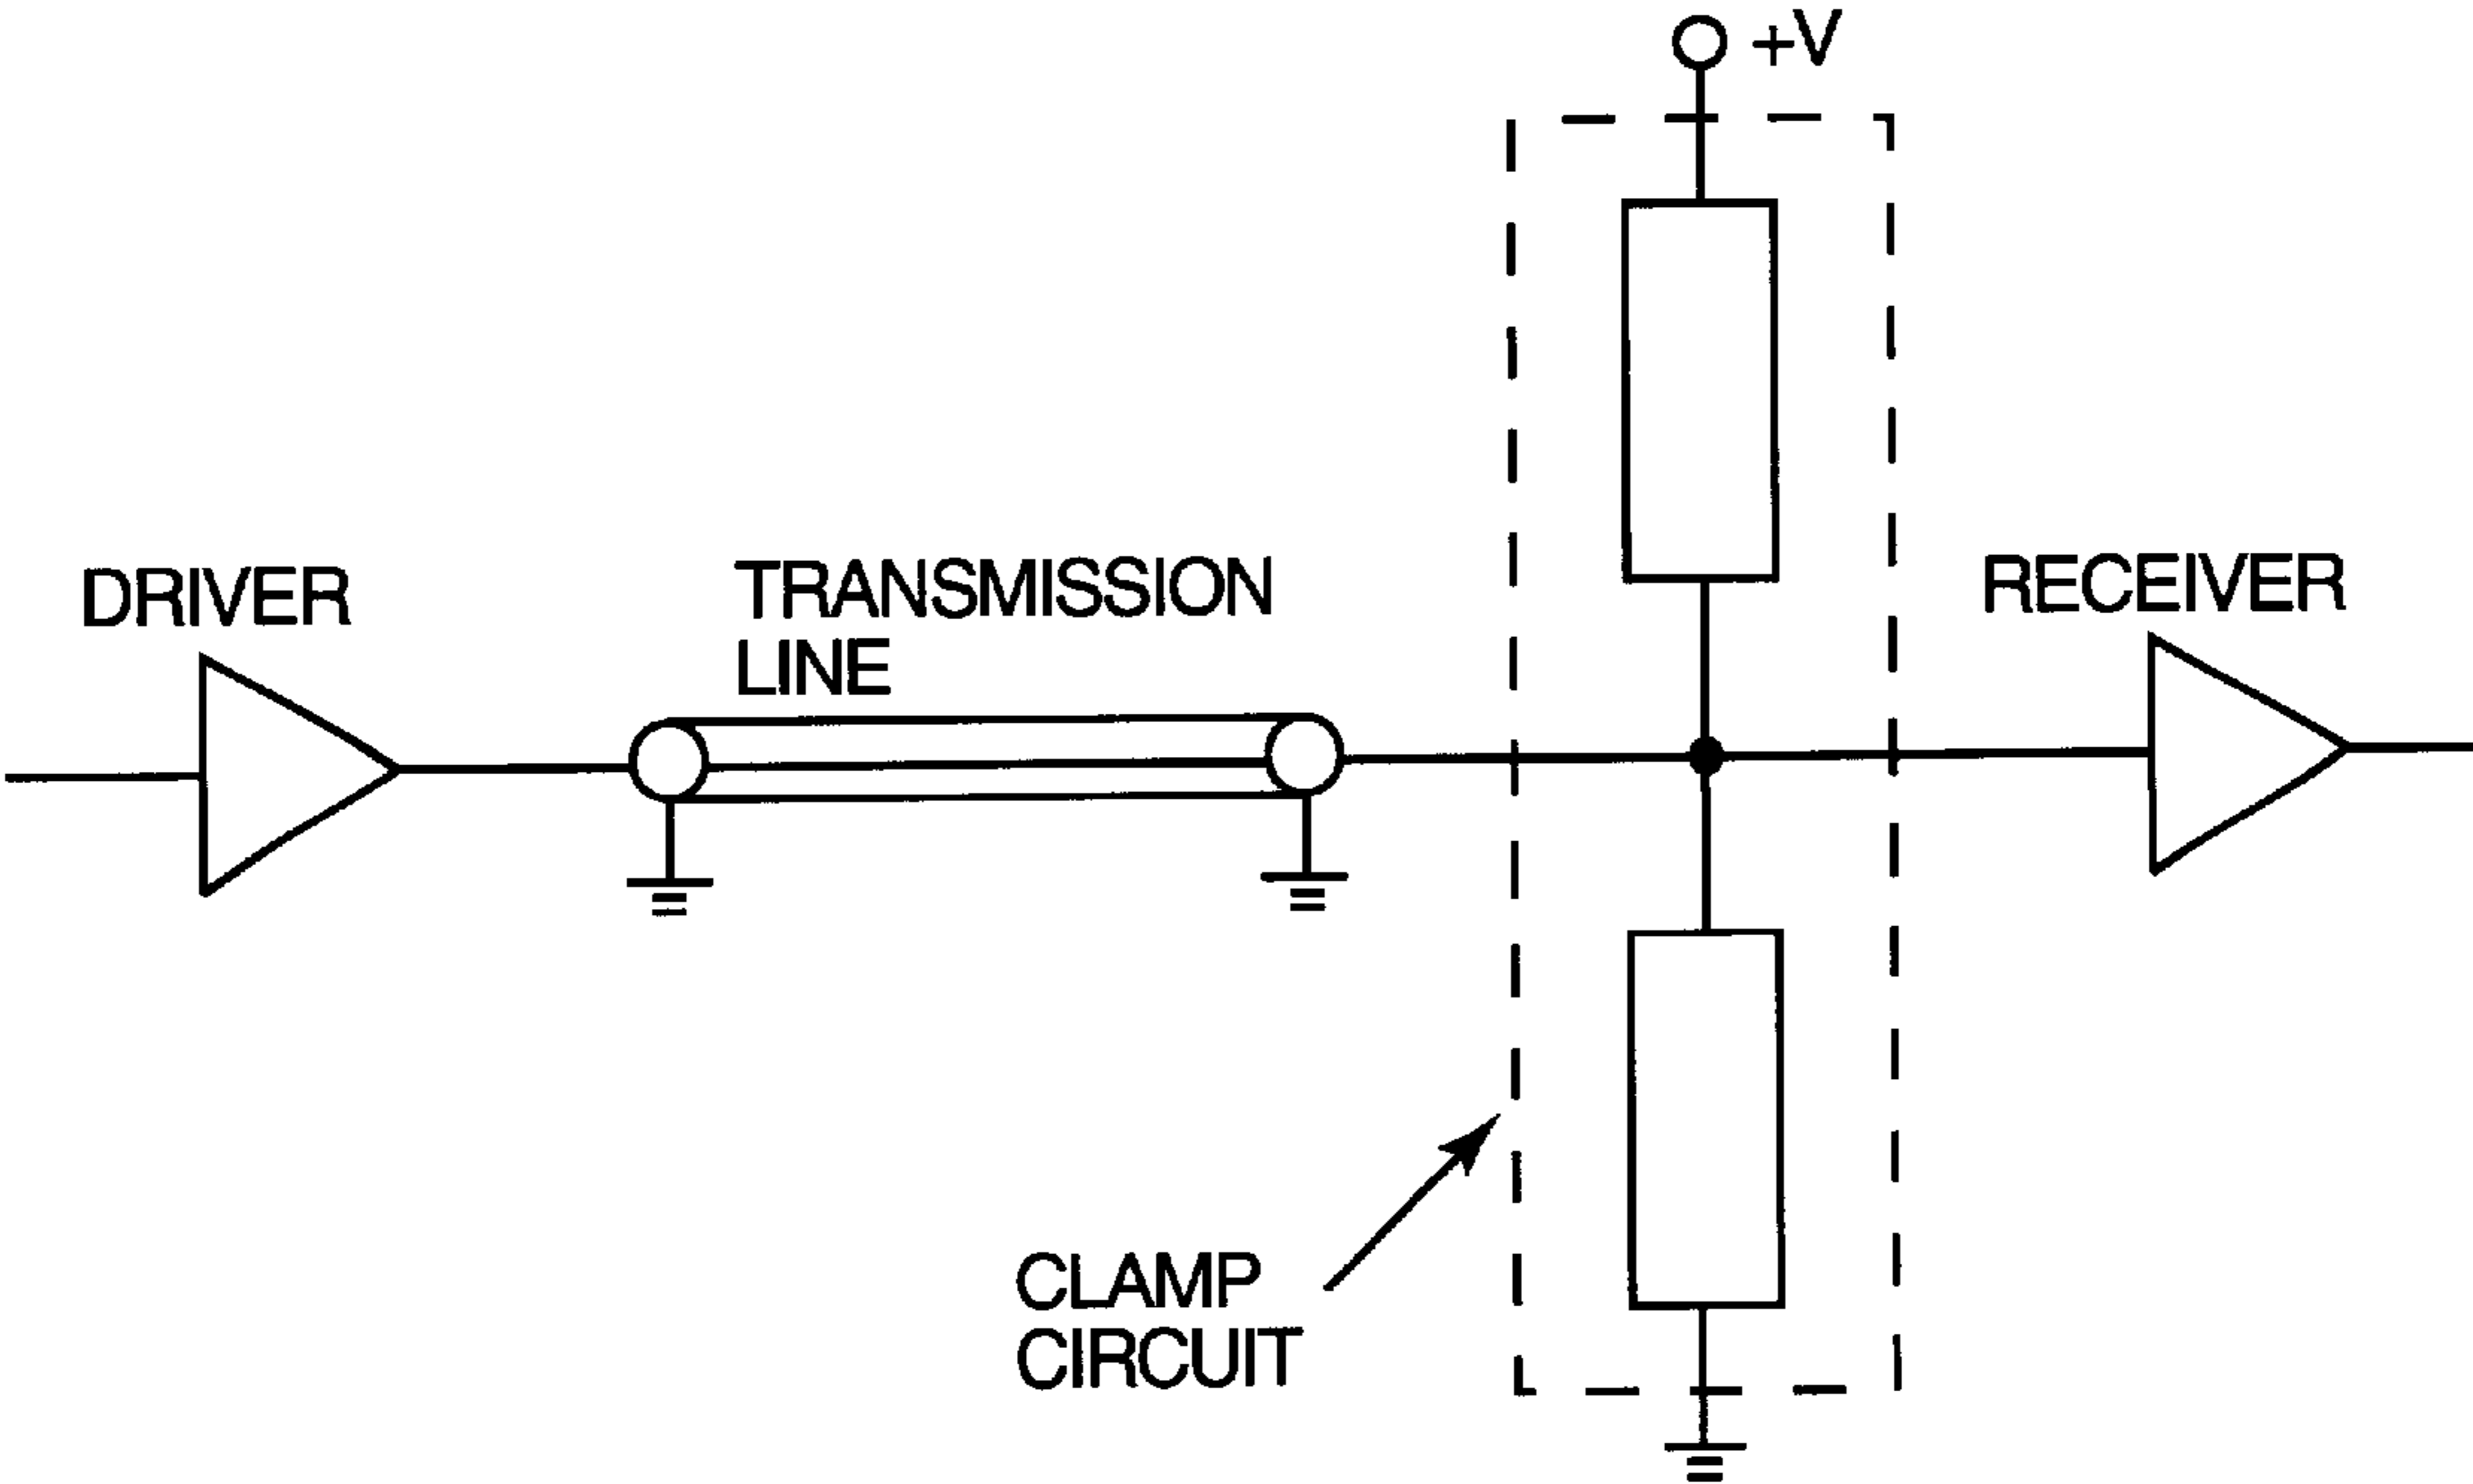 +V
DRIVER
TRANSMISSION
LINE
RECEIVER
CLAMP
CIRCUIT